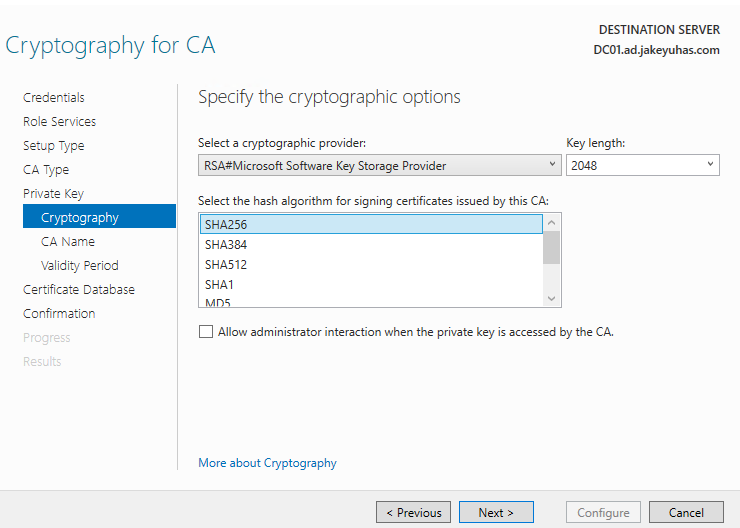 Cryptography for CA
DESTINATION SERVER
DC01.ad.jakeyuhas.com
Credentials
Role Services
Setup Type
CA Type
Private Key
Cryptography
CA Name
Validity Period
Certificate Database
Confirmation
Progress
Results
Specify the cryptographic options
Select a cryptographic provider:
Key length:
RSA#Microsoft Software Key Storage Provider
2048
Select the hash algorithm for signing certificates issued by this CA:
SHA256
SHA384
SHA512
SHA1
MD5
Allow administrator interaction when the private key is accessed by the CA.
More about Cryptography
< Previous
Next >
Configure
Cancel